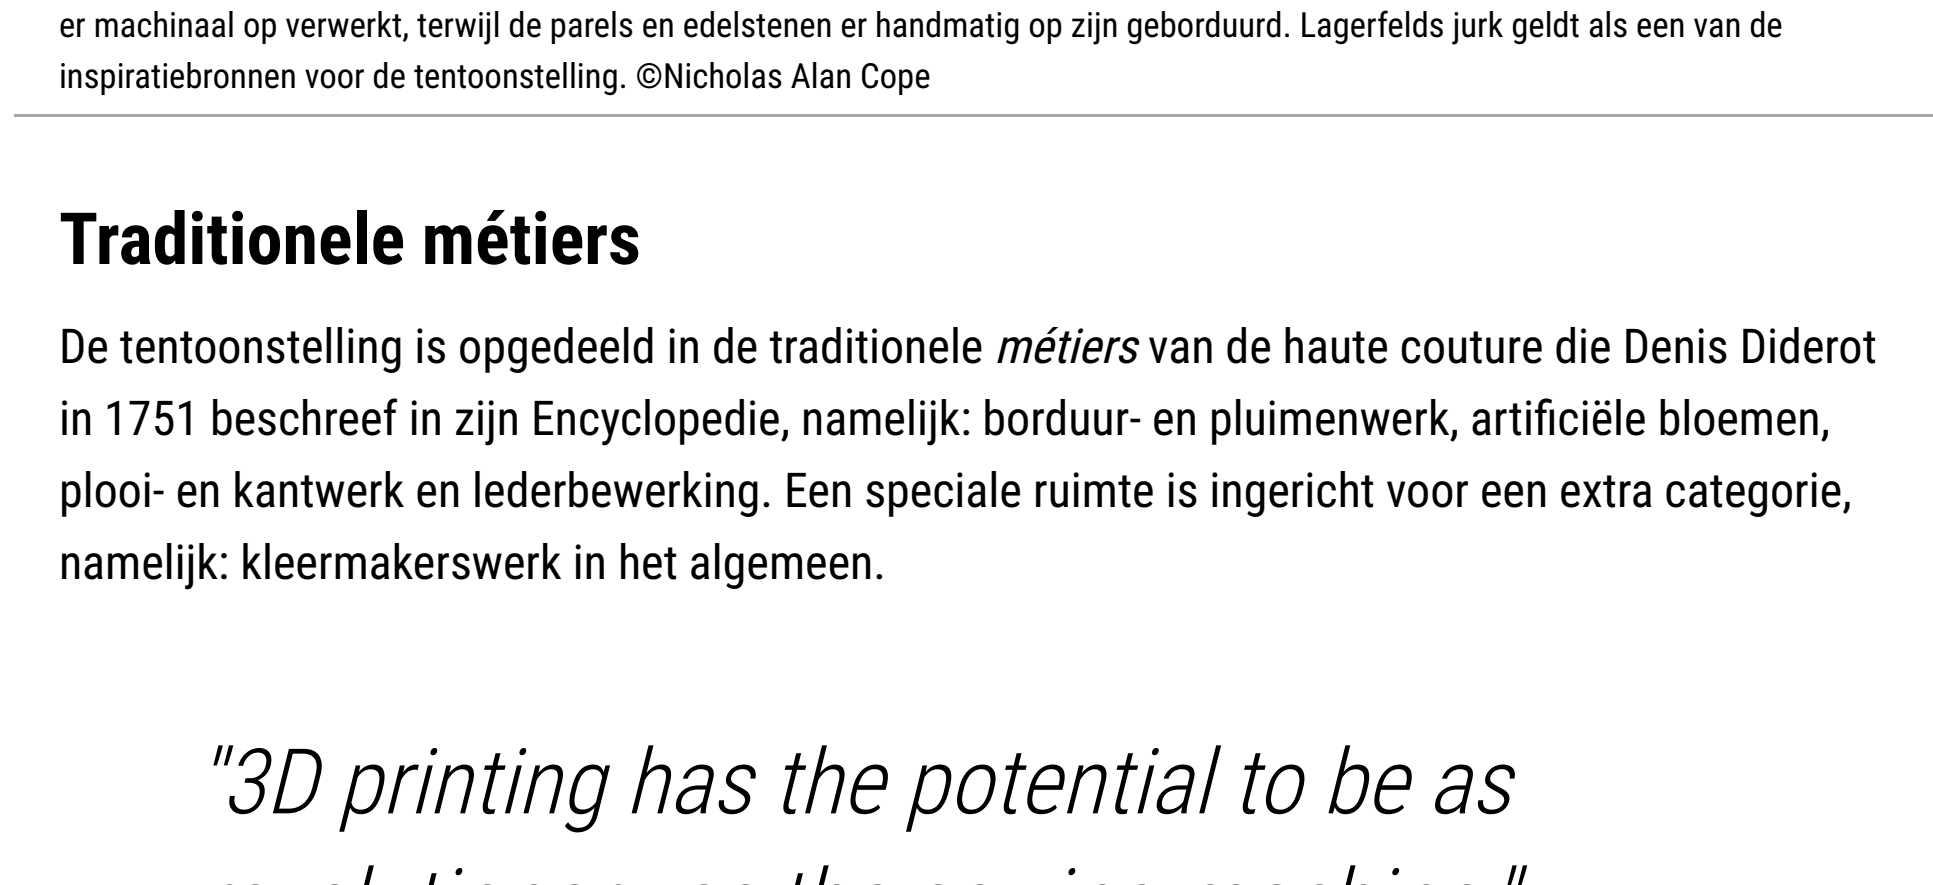 er machinaal op verwerkt, terwijl de parels en edelstenen er handmatig op zijn geborduurd. Lagerfelds jurk geldt als een van de
inspiratiebronnen voor de tentoonstelling. ©Nicholas Alan Cope
Traditionele métiers
De tentoonstelling is opgedeeld in de traditionele métiers van de haute couture die Denis Diderot
in 1751 beschreef in zijn Encyclopedie, namelijk: borduur- en pluimenwerk, artificiële bloemen,
plooi- en kantwerk en lederbewerking. Een speciale ruimte is ingericht voor een extra categorie,
namelijk: kleermakerswerk in het algemeen.
"3D printing has the potential to be as